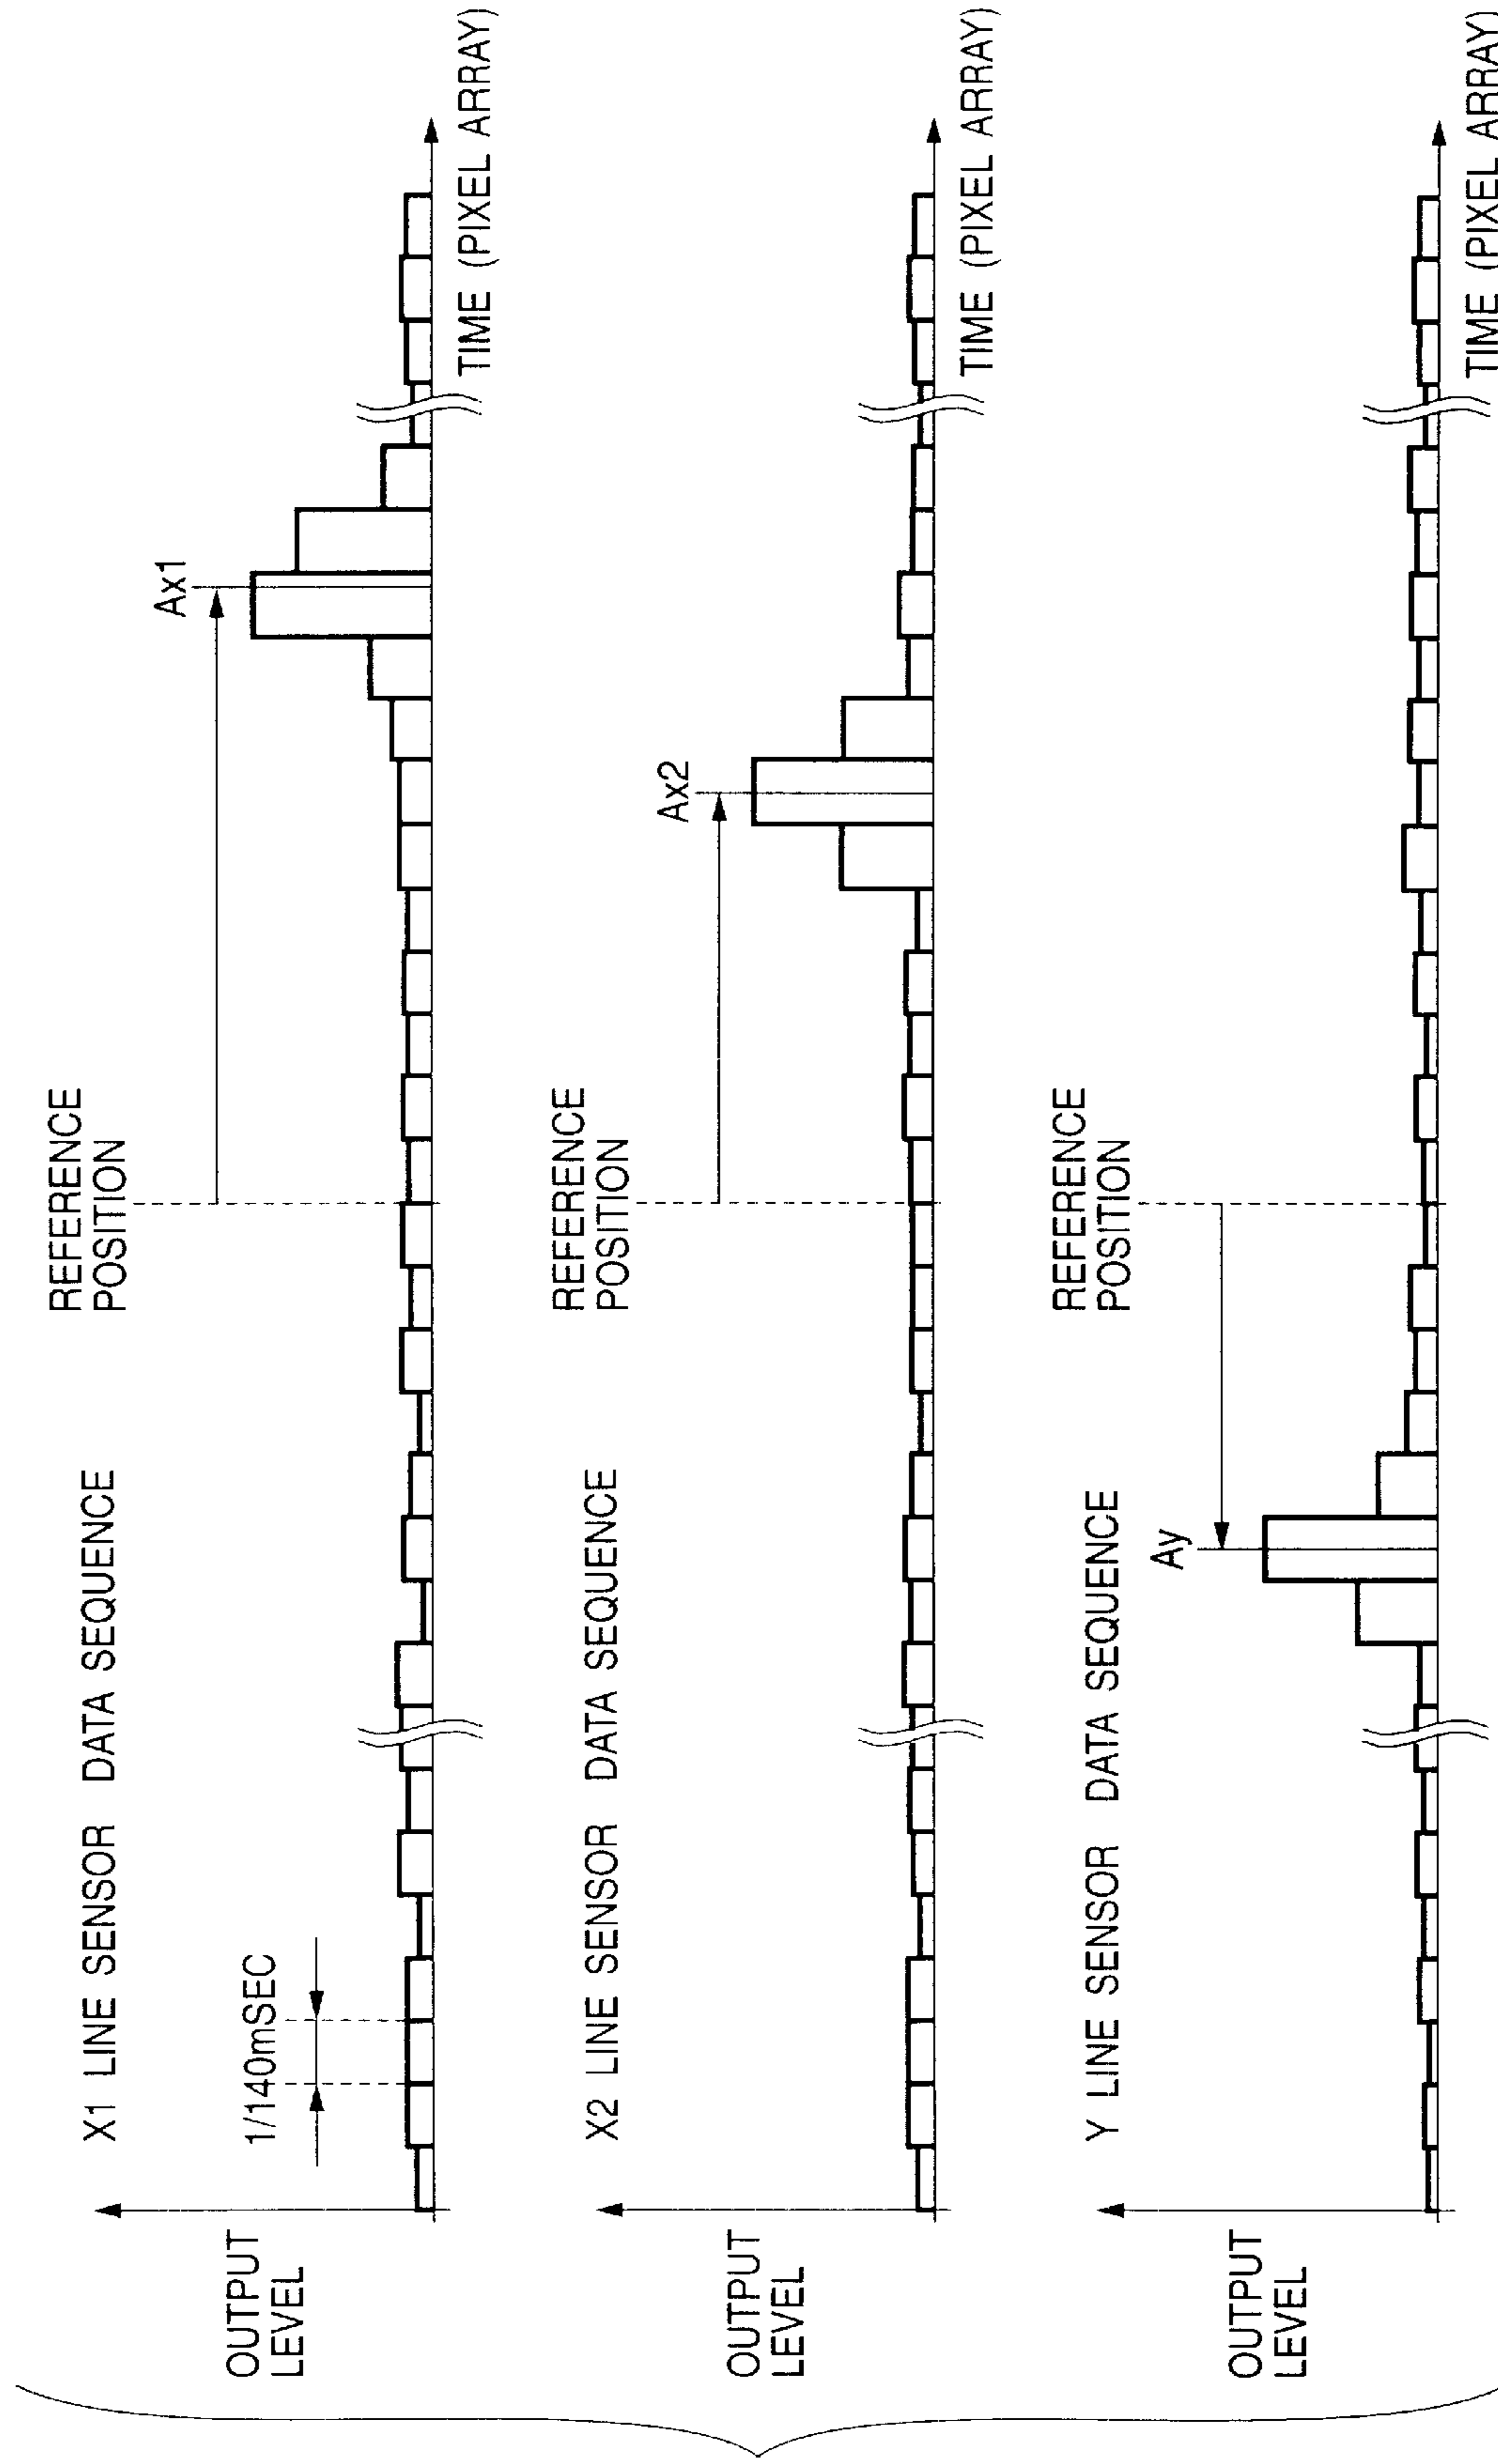 X1 LINE SENSOR DATA SEQUENCE
REFERENCE
POSITION
Ax1
1/140mSEC
OUTPUT
LEVEL
TIME (PIXEL ARRAY)
X2 LINE SENSOR DATA SEQUENCE
REFERENCE
POSITION
Ax2
OUTPUT
LEVEL
TIME (PIXEL ARRAY)
Y LINE SENSOR DATA SEQUENCE
REFERENCE
POSITION
Ay
OUTPUT
LEVEL
TIME (PIXEL ARRAY)